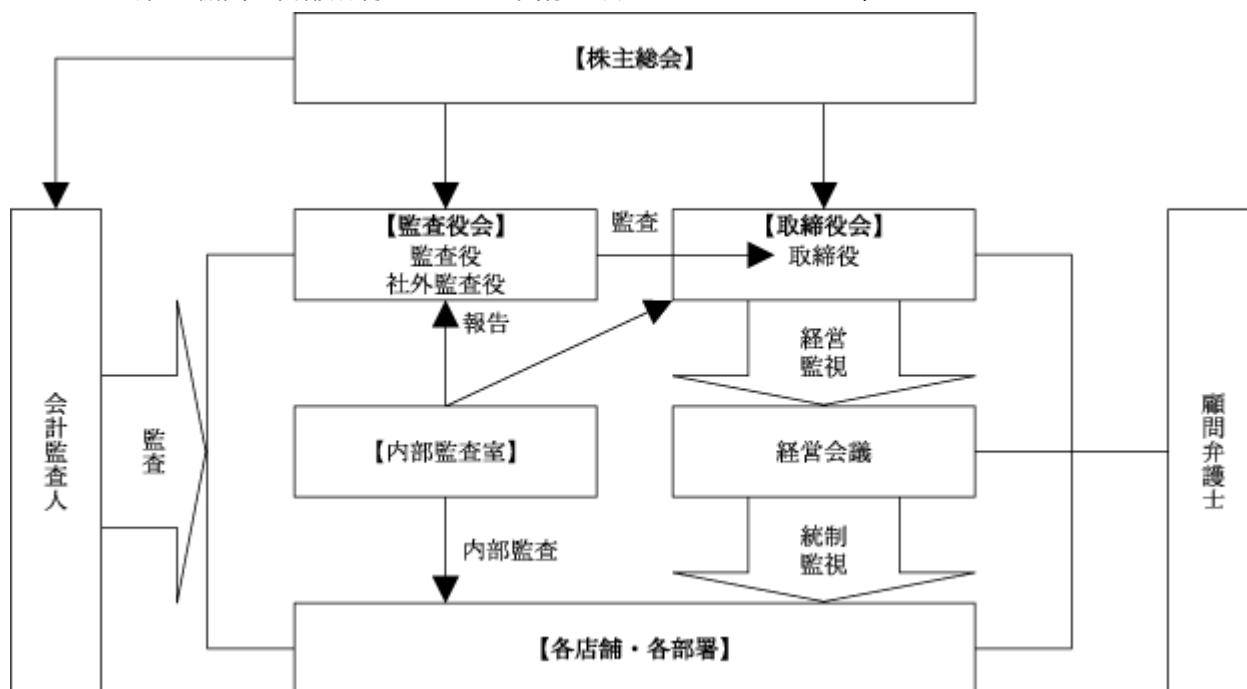 【株主総会】
【監査役会】
監査役
社外監査役
監査
【取締役会】
取締役
報告
経営
監視
会計監査人
監査
【内部監査室】
経営会議
顧問弁護士
内部監査
統制
監視
【各店舗・各部署】